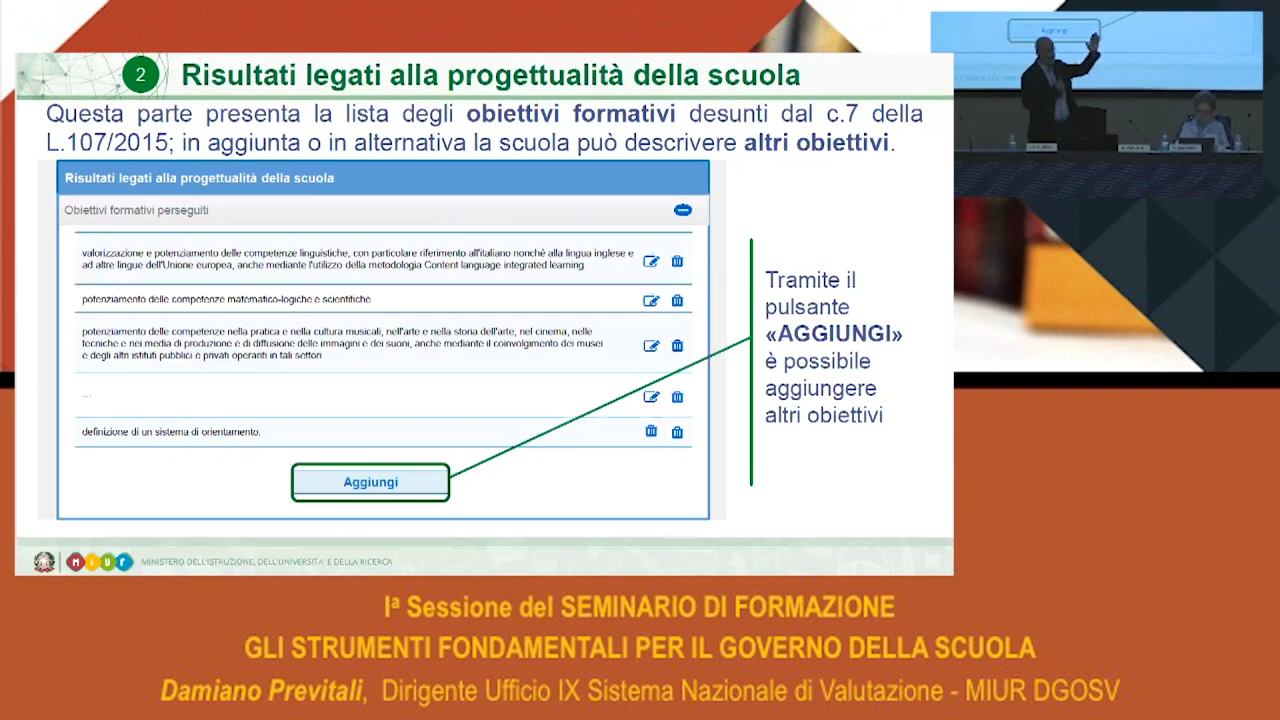 2
Risultati legati alla progettualità della scuola
Questa parte presenta la lista degli obiettivi formativi desunti dal c.7 della
L.107/2015; in aggiunta o in alternativa la scuola può descrivere altri obiettivi.
Risultati legati alla progettualità della scuola
Obiettivi formativi perseguiti
valorizzazione e potenziamento delle competenze linguistiche, con particolare riferimento all'italiano nonché alla lingua inglese e
ad altre lingue dell'Unione europea, anche mediante l'utilizzo della metodologia Content language integrated learning
potenziamento delle competenze matematico-logiche e scientifiche
potenziamento delle competenze nella pratica e nella cultura musicali, nell'arte e nella storia dell'arte, nel cinema, nelle
tecniche e nei media di produzione e di diffusione delle immagini e dei suoni, anche mediante il coinvolgimento dei musei
e degli altri istituti pubblici e privati operanti in tali settori
...
definizione di un sistema di orientamento.
Aggiungi
Tramite il
pulsante
«AGGIUNGI»
è possibile
aggiungere
altri obiettivi
MIUR MINISTERO DELL'ISTRUZIONE, DELL'UNIVERSITA' E DELLA RICERCA
Aggiungi
Iª Sessione del SEMINARIO DI FORMAZIONE
GLI STRUMENTI FONDAMENTALI PER IL GOVERNO DELLA SCUOLA
Damiano Previtali, Dirigente Ufficio IX Sistema Nazionale di Valutazione - MIUR DGOSV